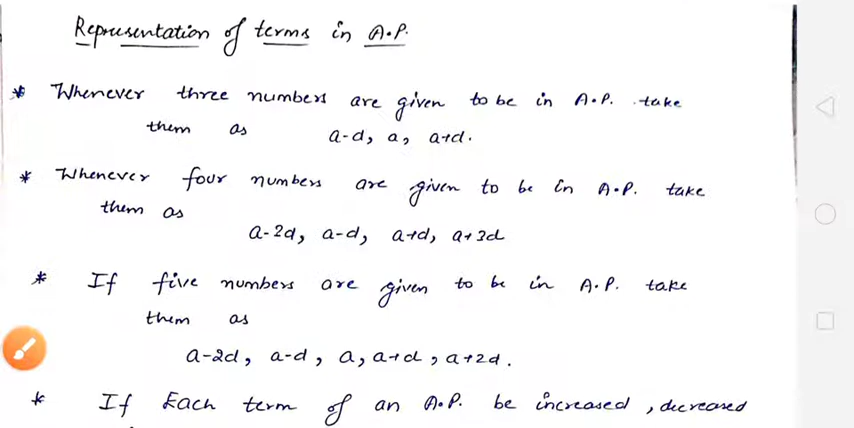 Representation of terms in A.P.
* Whenever three numbers are given to be in A.P. take
them as a-d, a, a+d.
* Whenever four numbers are given to be in A.P. take
them as
a-2d, a-d, a+d, a+3d
* If five numbers are given to be in A.P. take
them as
a-2d, a-d, a, a+d, a+2d.
* If Each term of an A.P. be increased, decreased